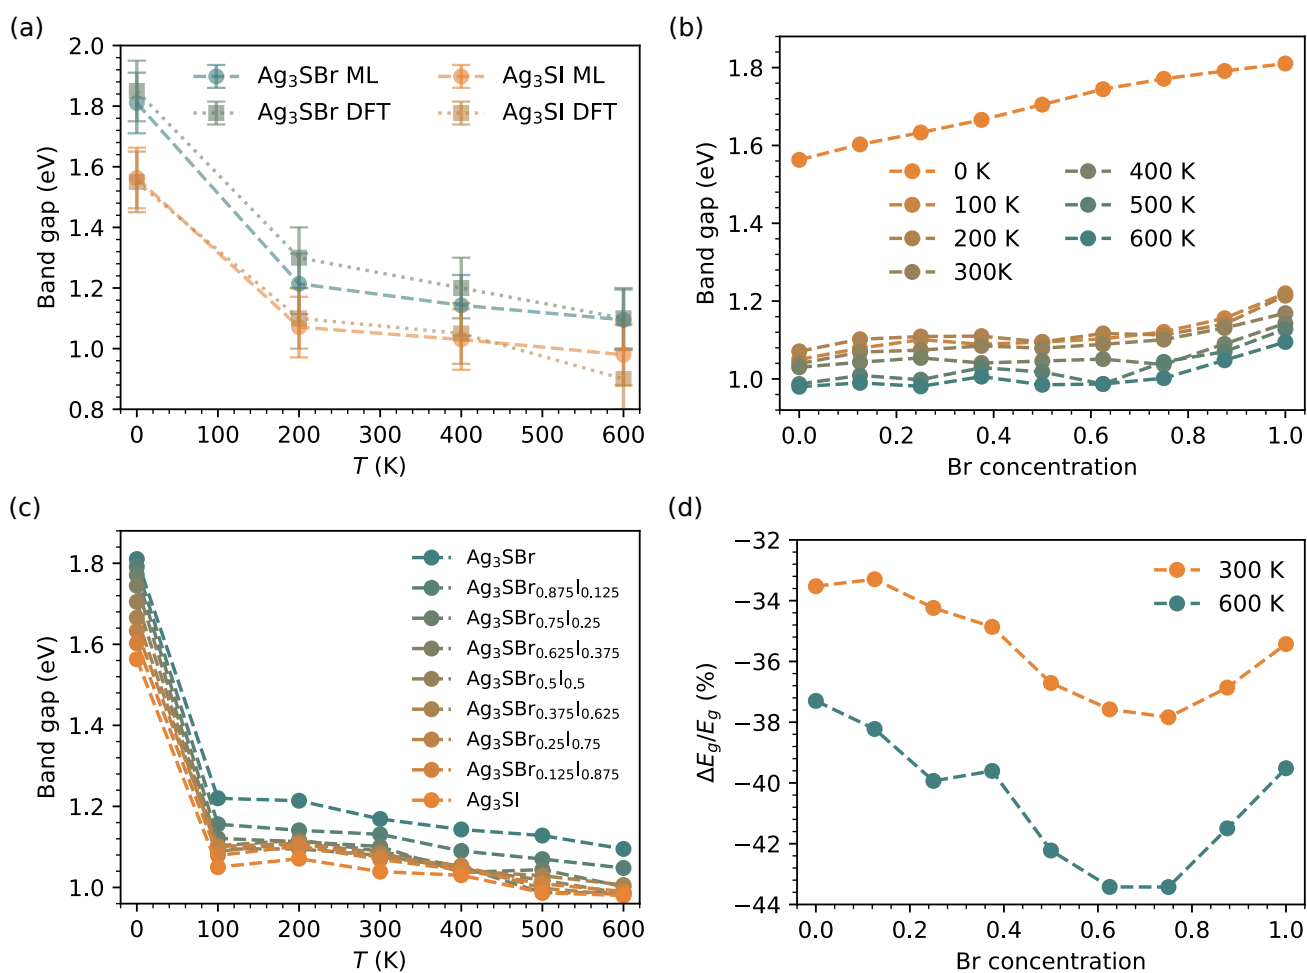 (a)
2.0
1.8
1.6
1.4
1.2
1.0
0.8
Band gap (eV)
Ag₃SBr ML
Ag₃SBr DFT
Ag₃SI ML
Ag₃SI DFT
0 100 200 300 400 500 600
T (K)
(b)
1.8
1.6
1.4
1.2
1.0
Band gap (eV)
0 K
100 K
200 K
300K
400 K
500 K
600 K
0.0 0.2 0.4 0.6 0.8 1.0
Br concentration
(c)
1.8
1.6
1.4
1.2
1.0
Band gap (eV)
Ag₃SBr
Ag₃SBr₀.₈₇₅I₀.₁₂₅
Ag₃SBr₀.₇₅I₀.₂₅
Ag₃SBr₀.₆₂₅I₀.₃₇₅
Ag₃SBr₀.₅I₀.₅
Ag₃SBr₀.₃₇₅I₀.₆₂₅
Ag₃SBr₀.₂₅I₀.₇₅
Ag₃SBr₀.₁₂₅I₀.₈₇₅
Ag₃SI
0 100 200 300 400 500 600
T (K)
(d)
−32
−34
−36
−38
−40
−42
−44
ΔE_g/E_g (%)
300 K
600 K
0.0 0.2 0.4 0.6 0.8 1.0
Br concentration